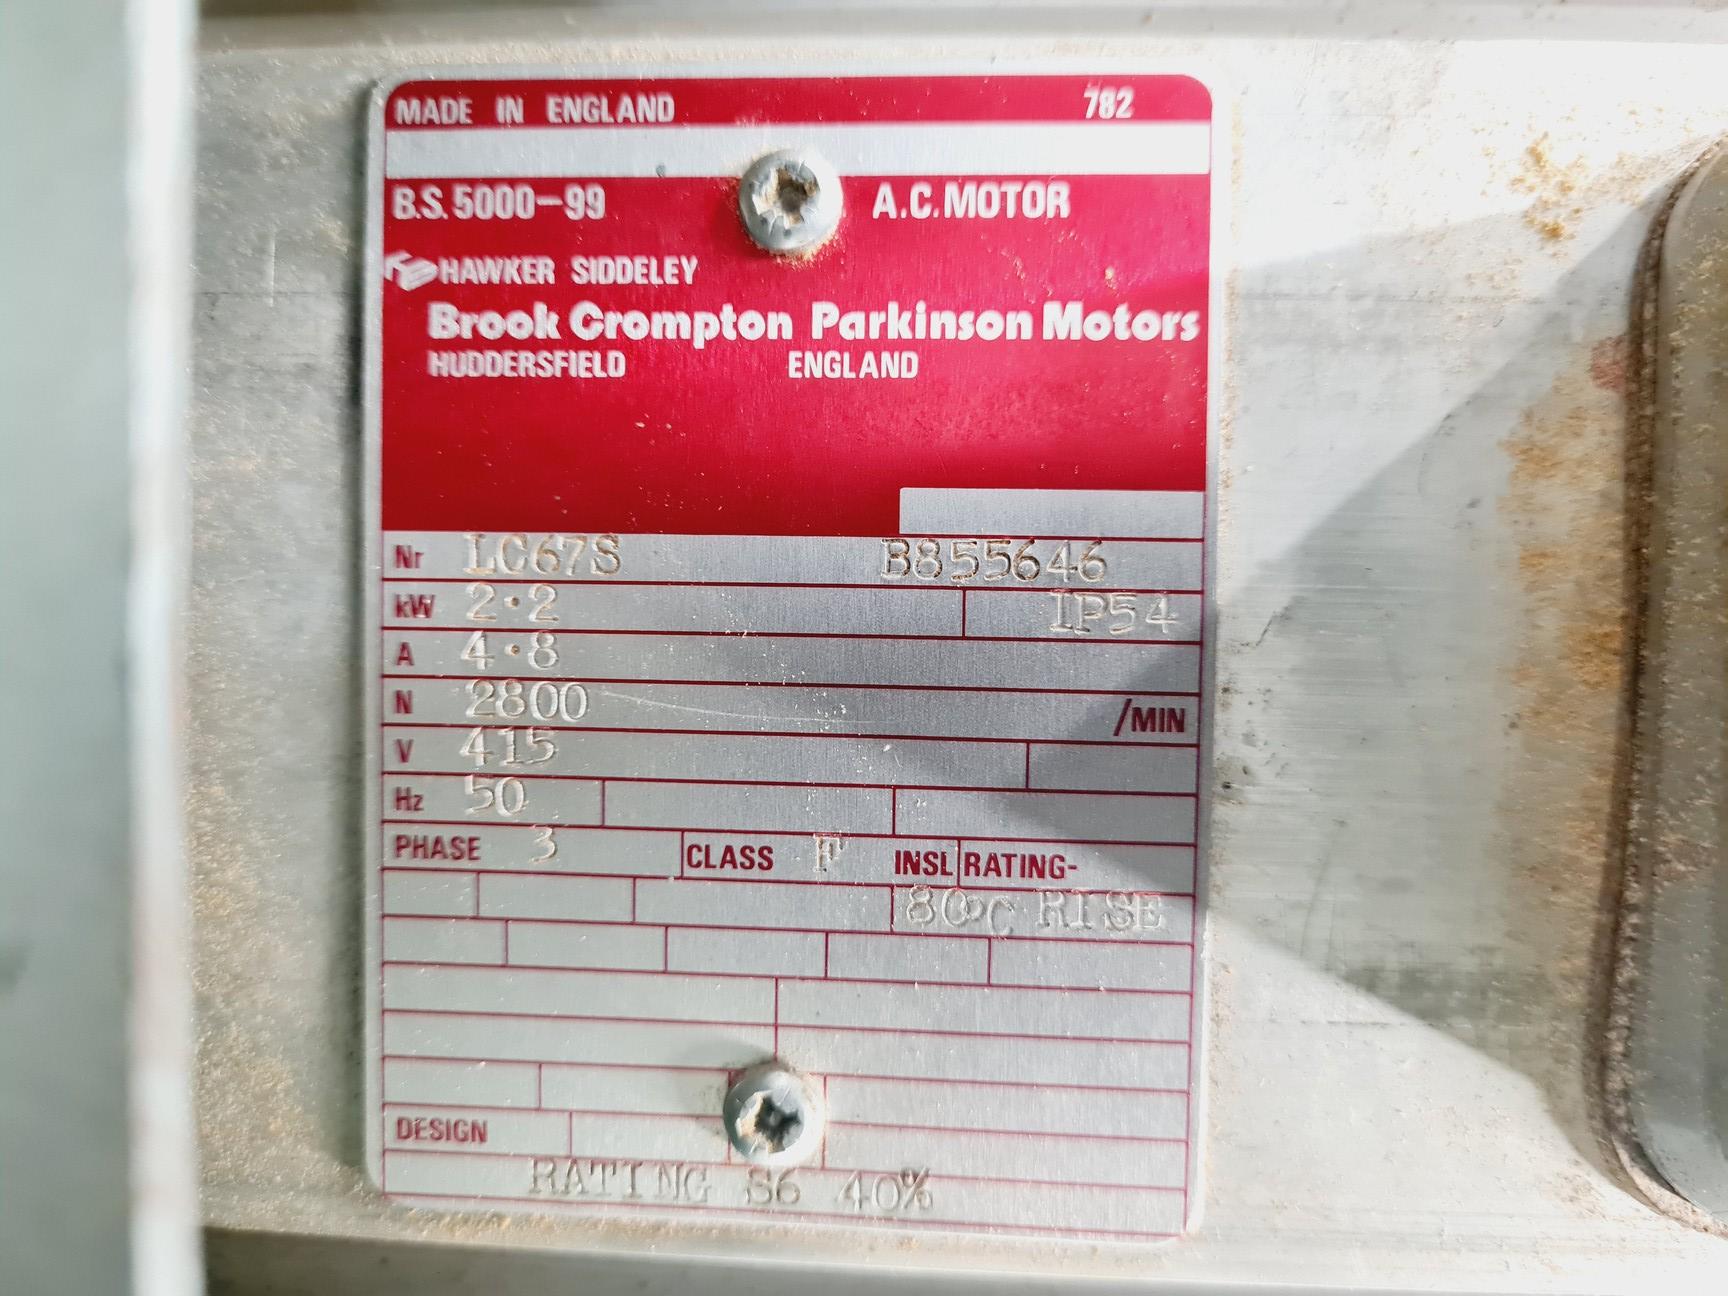 MADE IN ENGLAND 782
B.S. 5000-99 A.C. MOTOR
HAWKER SIDDELEY
Brook Crompton Parkinson Motors
HUDDERSFIELD ENGLAND
Nr LC67S B855646
kW 2·2 IP54
A 4·8
N 2800 /MIN
V 415
Hz 50
PHASE 3 CLASS F INSL RATING-
80°C RISE
DESIGN
RATING S6 40%